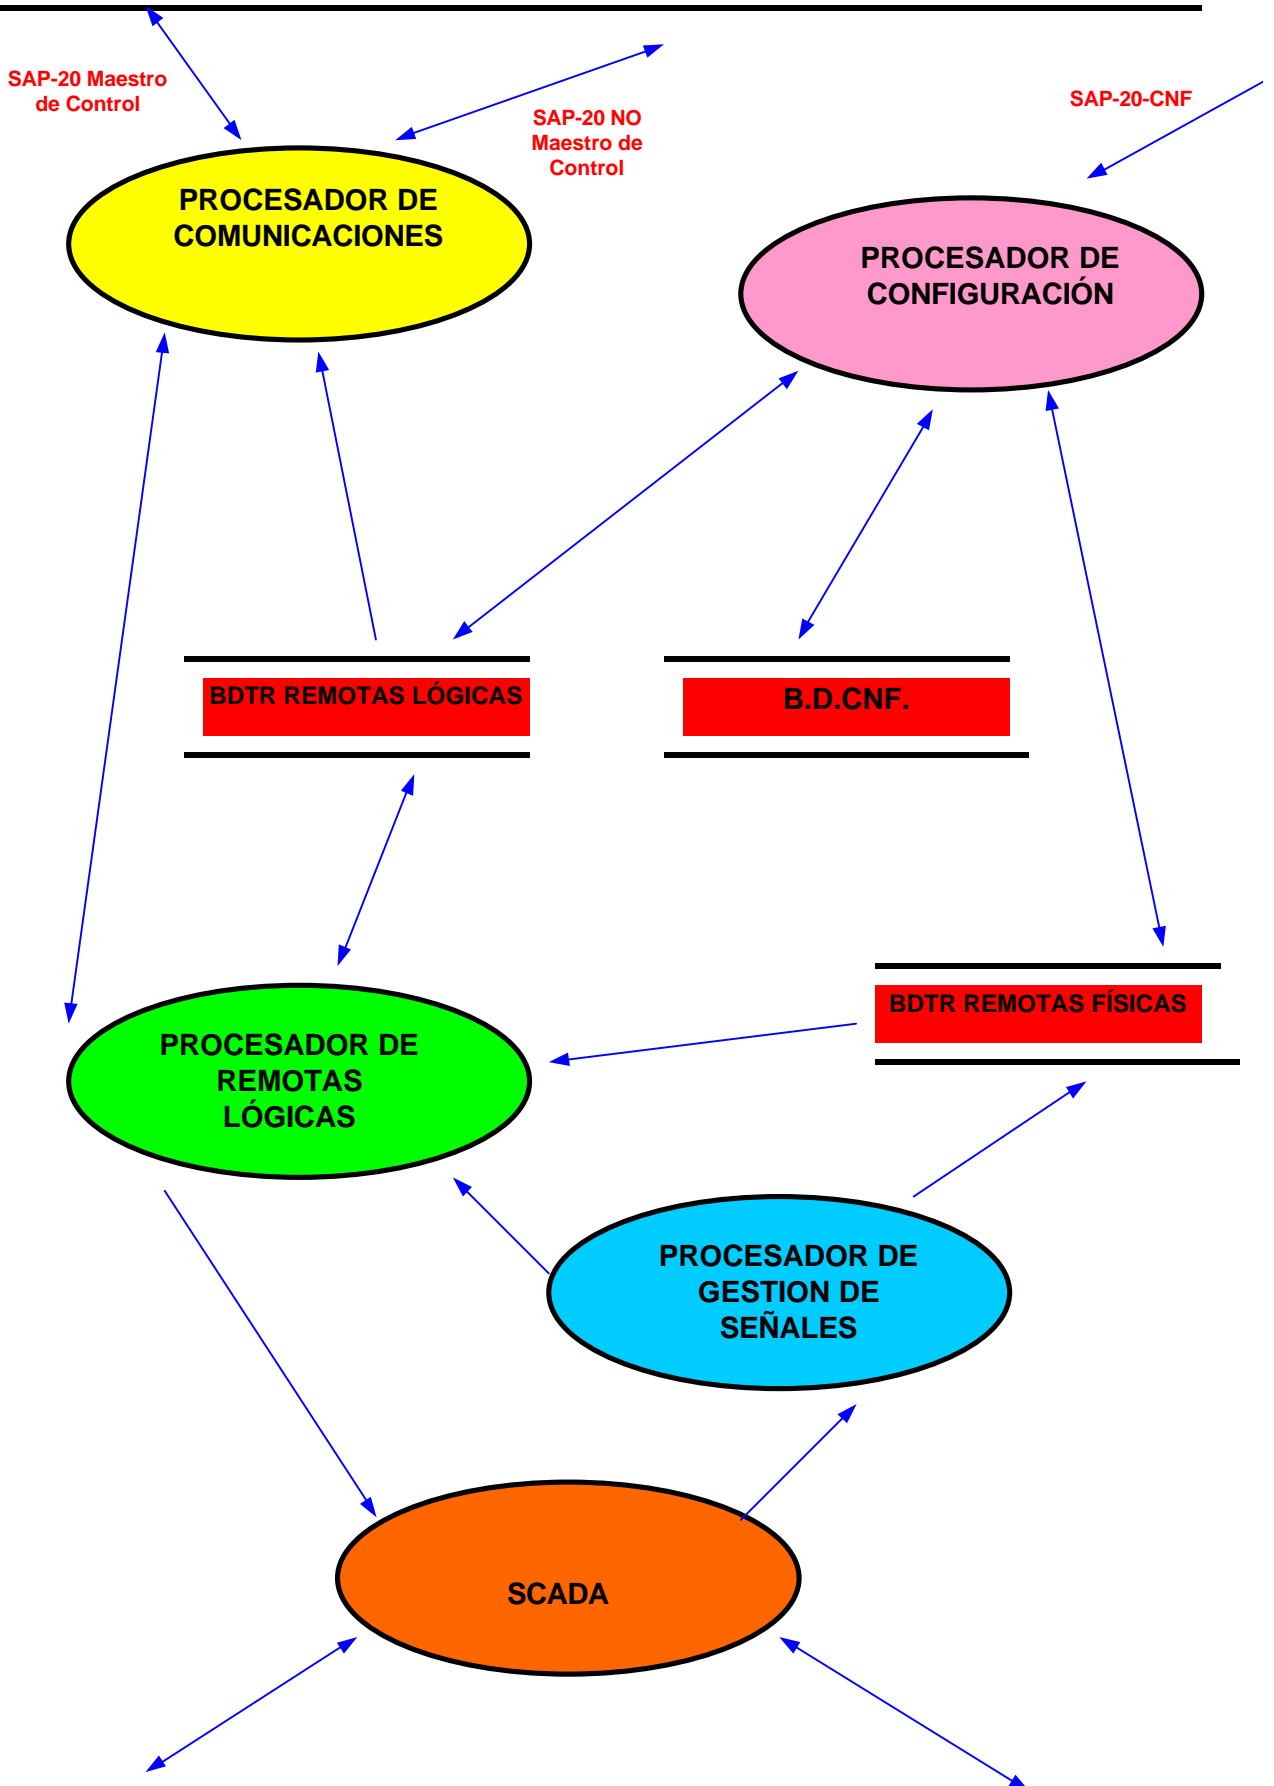 SAP-20 Maestro
de Control
SAP-20 NO
Maestro de
Control
SAP-20-CNF
PROCESADOR DE
COMUNICACIONES
PROCESADOR DE
CONFIGURACIÓN
BDTR REMOTAS LÓGICAS
B.D.CNF.
BDTR REMOTAS FÍSICAS
PROCESADOR DE
REMOTAS
LÓGICAS
PROCESADOR DE
GESTION DE
SEÑALES
SCADA